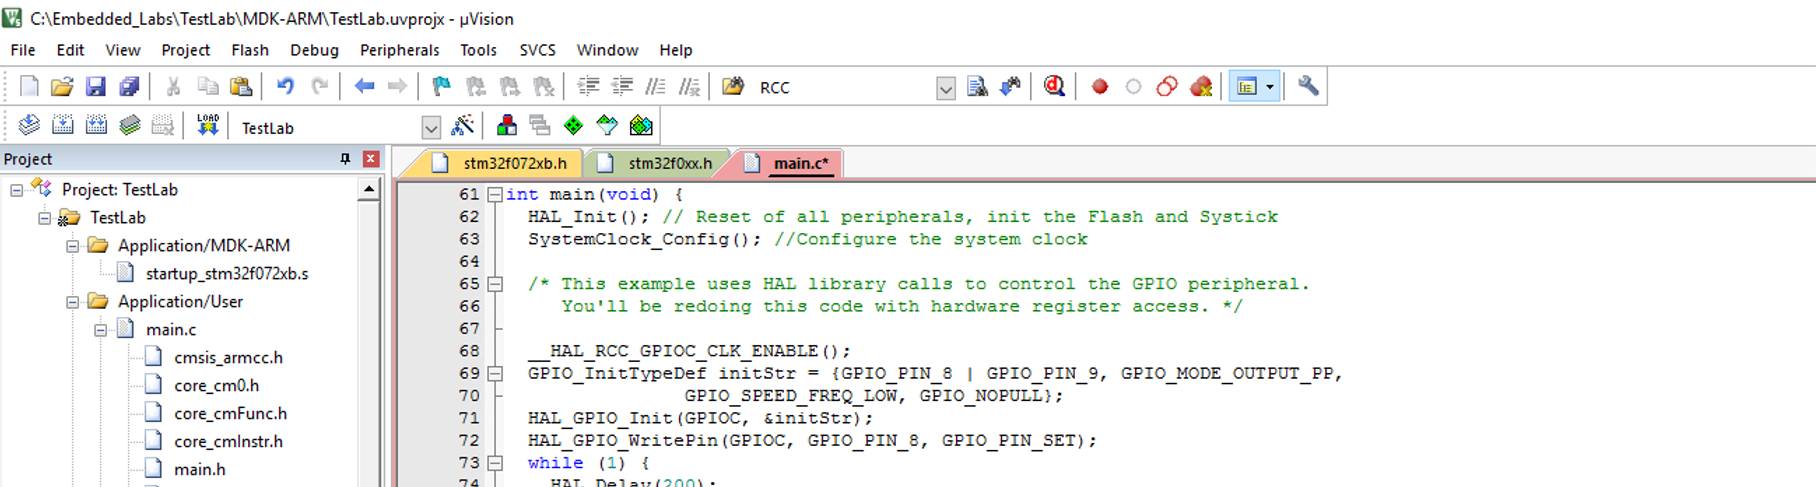 C:\Embedded_Labs\TestLab\MDK-ARM\TestLab.uvprojx - µVision
File Edit View Project Flash Debug Peripherals Tools SVCS Window Help
RCC
LOAD
TestLab
Project
Project: TestLab
TestLab
Application/MDK-ARM
startup_stm32f072xb.s
Application/User
main.c
cmsis_armcc.h
core_cm0.h
core_cmFunc.h
core_cmInstr.h
main.h
stm32f072xb.h stm32f0xx.h main.c*
61 int main(void) {
62 HAL_Init(); // Reset of all peripherals, init the Flash and Systick
63 SystemClock_Config(); //Configure the system clock
64
65 /* This example uses HAL library calls to control the GPIO peripheral.
66 You'll be redoing this code with hardware register access. */
67
68 __HAL_RCC_GPIOC_CLK_ENABLE();
69 GPIO_InitTypeDef initStr = {GPIO_PIN_8 | GPIO_PIN_9, GPIO_MODE_OUTPUT_PP,
70 GPIO_SPEED_FREQ_LOW, GPIO_NOPULL};
71 HAL_GPIO_Init(GPIOC, &initStr);
72 HAL_GPIO_WritePin(GPIOC, GPIO_PIN_8, GPIO_PIN_SET);
73 while (1) {
74 HAL_Delay(200);